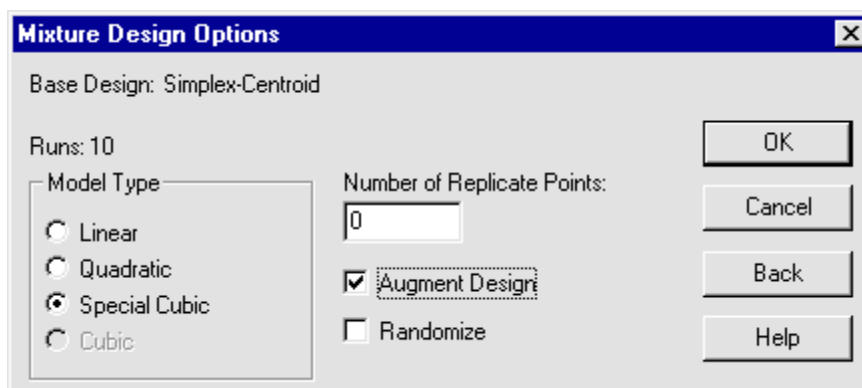 Mixture Design Options
Base Design: Simplex-Centroid
Runs: 10
Model Type
Linear
Quadratic
Special Cubic
Cubic
Number of Replicate Points:
0
Augment Design
Randomize
OK
Cancel
Back
Help